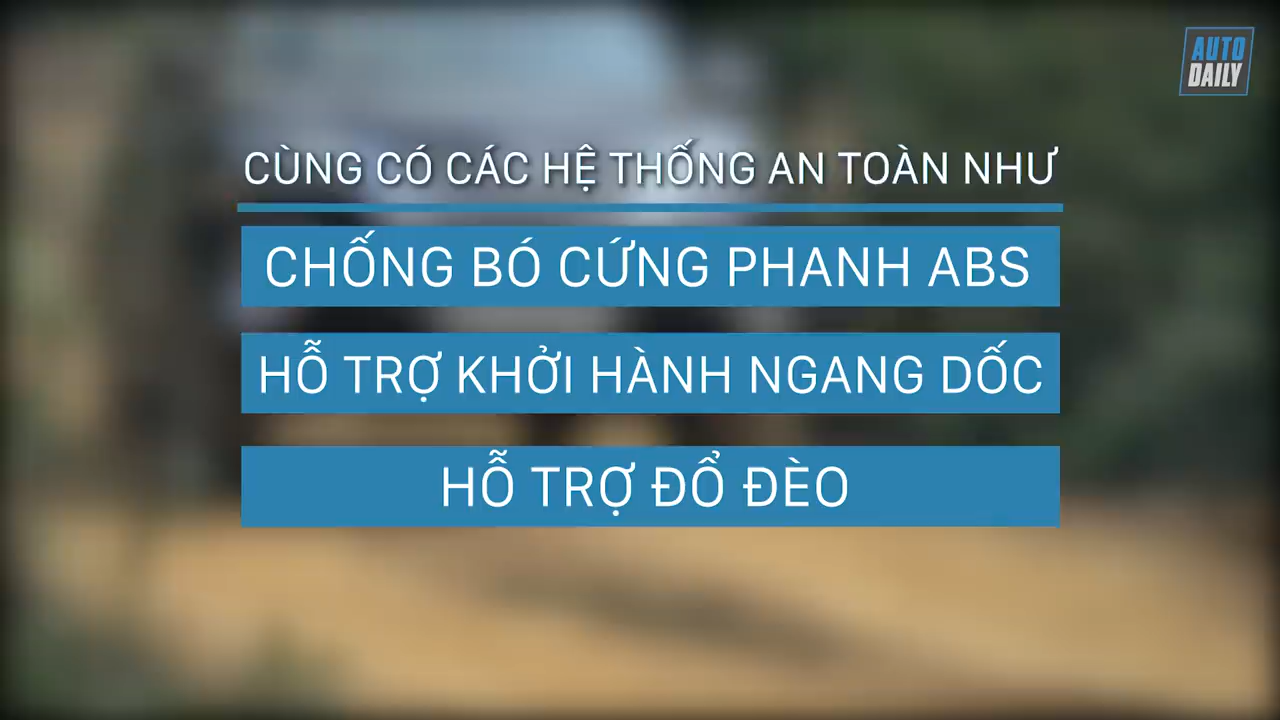 AUTO
DAILY
CÙNG CÓ CÁC HỆ THỐNG AN TOÀN NHƯ
CHỐNG BÓ CỨNG PHANH ABS
HỖ TRỢ KHỞI HÀNH NGANG DỐC
HỖ TRỢ ĐỔ ĐÈO